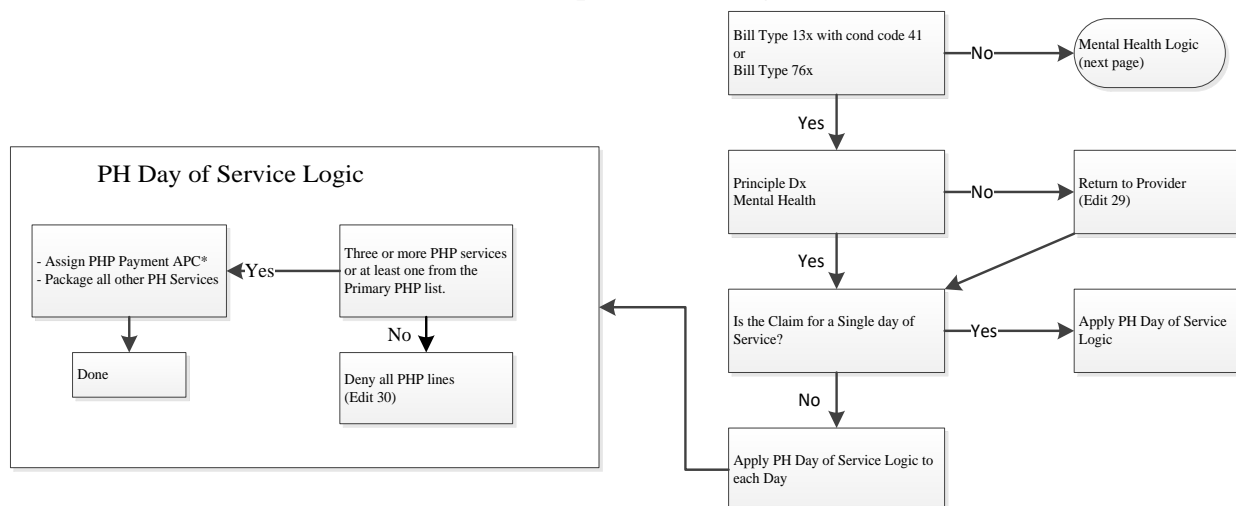 Bill Type 13x with cond code 41
or
Bill Type 76x
No
Mental Health Logic
(next page)
Yes
Principle Dx
Mental Health
No
Return to Provider
(Edit 29)
Yes
Is the Claim for a Single day of
Service?
Yes
Apply PH Day of Service
Logic
No
Apply PH Day of Service Logic to
each Day
PH Day of Service Logic
Three or more PHP services
or at least one from the
Primary PHP list.
Yes
- Assign PHP Payment APC*
- Package all other PH Services
Done
No
Deny all PHP lines
(Edit 30)